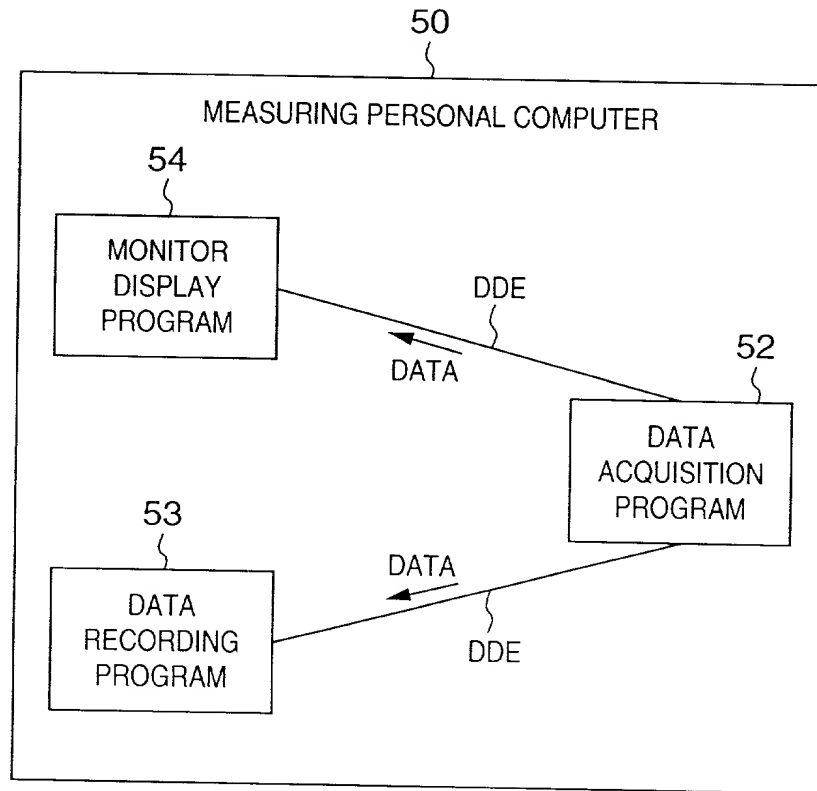 50
MEASURING PERSONAL COMPUTER
54
MONITOR
DISPLAY
PROGRAM
DDE
DATA
52
DATA
ACQUISITION
PROGRAM
53
DATA
RECORDING
PROGRAM
DATA
DDE